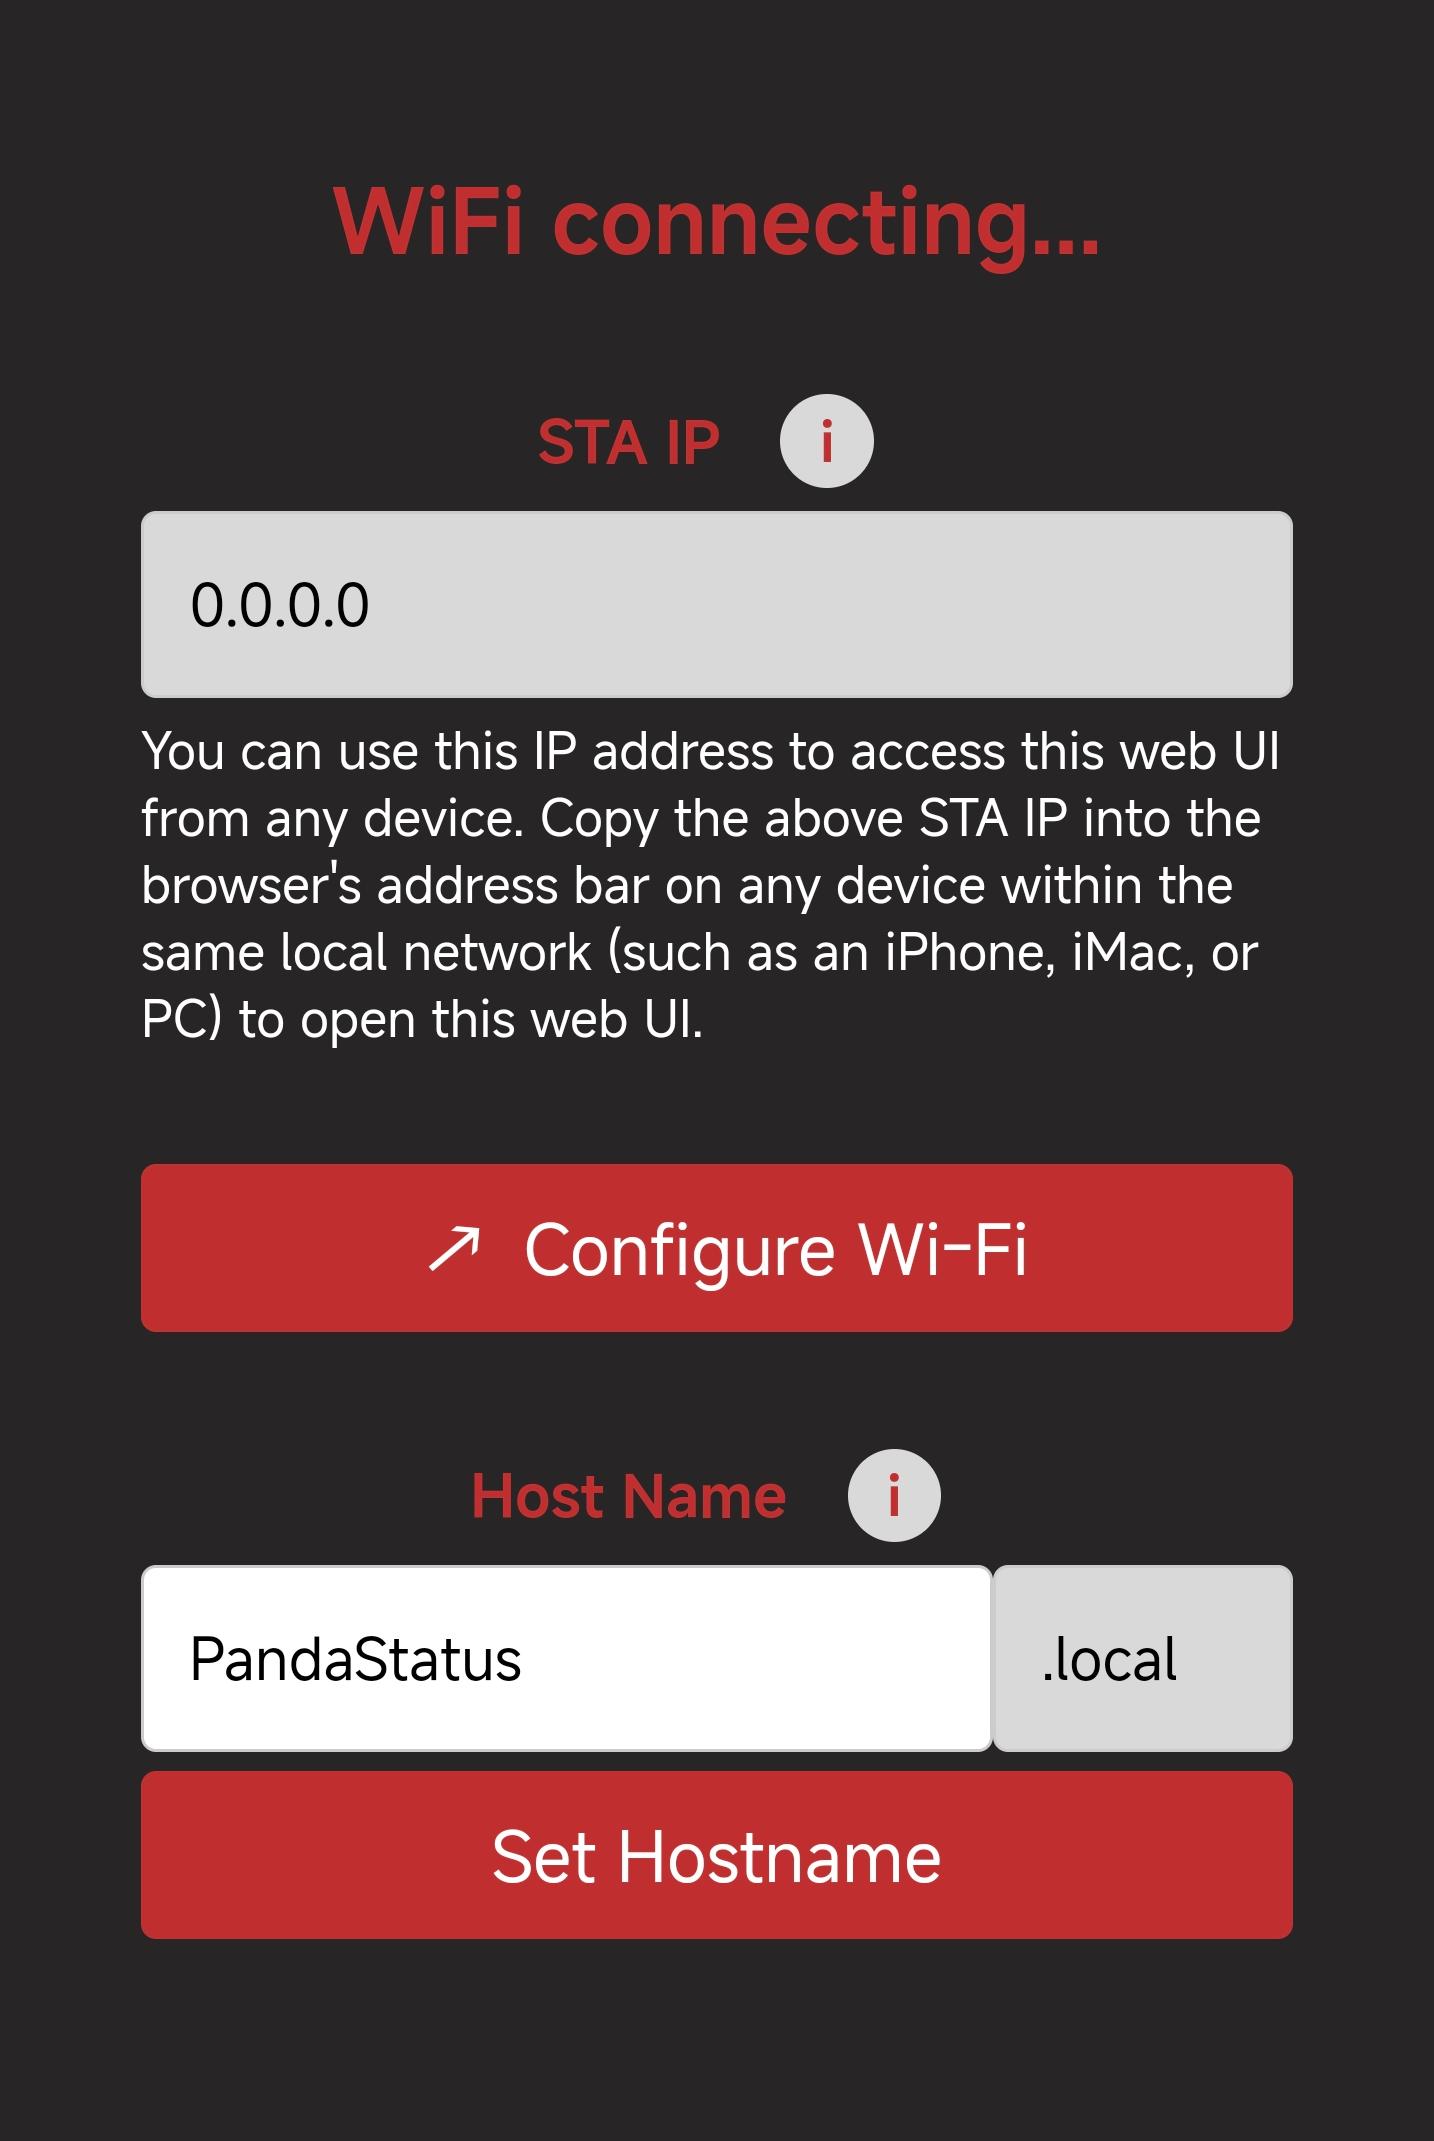 WiFi connecting...
STA IP i
0.0.0.0
You can use this IP address to access this web UI
from any device. Copy the above STA IP into the
browser's address bar on any device within the
same local network (such as an iPhone, iMac, or
PC) to open this web UI.
↗ Configure Wi-Fi
Host Name i
PandaStatus .local
Set Hostname